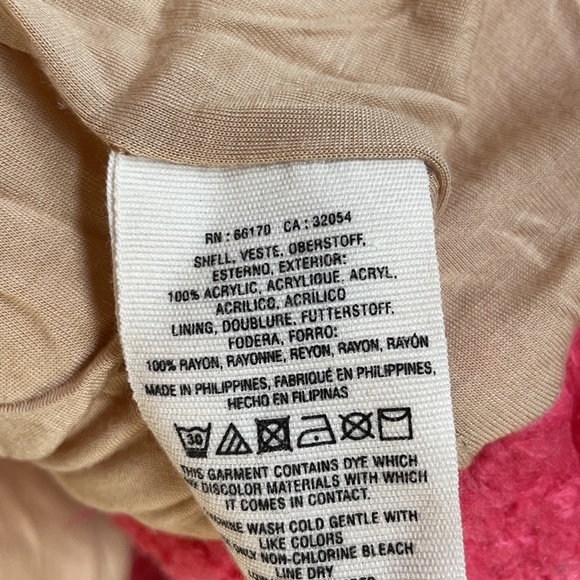 RN : 66170 CA : 32054
SHELL, VESTE, OBERSTOFF,
ESTERNO, EXTERIOR:
100% ACRYLIC, ACRYLIQUE, ACRYL,
ACRILICO, ACRILICO
LINING, DOUBLURE, FUTTERSTOFF,
FODERA, FORRO:
100% RAYON, RAYONNE, REYON, RAYON, RAYÓN
MADE IN PHILIPPINES, FABRIQUÉ EN PHILIPPINES,
HECHO EN FILIPINAS
30
THIS GARMENT CONTAINS DYE WHICH
DISCOLOR MATERIALS WITH WHICH
IT COMES IN CONTACT.
WASH COLD GENTLE WITH
LIKE COLORS
ONLY NON-CHLORINE BLEACH
LINE DRY